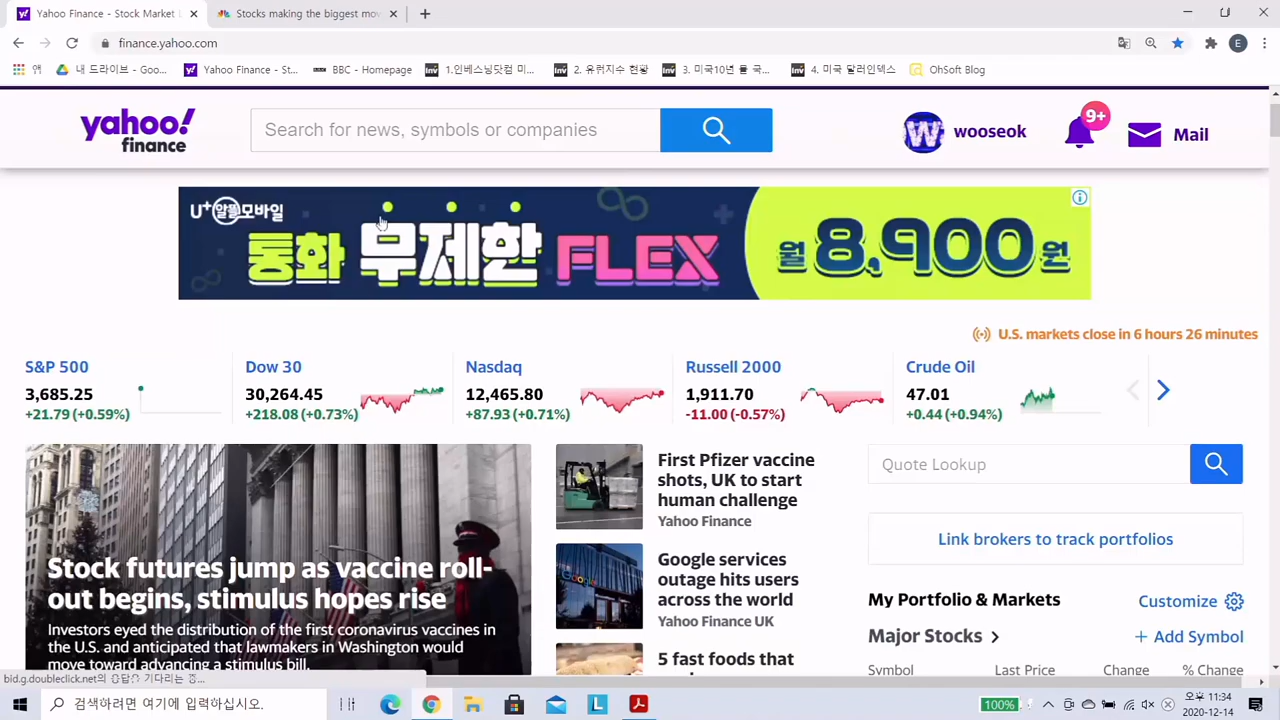 Yahoo Finance - Stock Market
Stocks making the biggest mov
finance.yahoo.com
E
앱
내 드라이브 - Goo...
Yahoo Finance - St...
BBC - Homepage
1.인베스팅닷컴 미...
2. 유럽지수 현황
3. 미국10년 물 국...
4. 미국 달러인덱스
OhSoft Blog
yahoo!
finance
Search for news, symbols or companies
W
wooseok
9+
Mail
U+알뜰모바일
통화 무제한 FLEX
월 8,900원
U.S. markets close in 6 hours 26 minutes
S&P 500
3,685.25
+21.79 (+0.59%)
Dow 30
30,264.45
+218.08 (+0.73%)
Nasdaq
12,465.80
+87.93 (+0.71%)
Russell 2000
1,911.70
-11.00 (-0.57%)
Crude Oil
47.01
+0.44 (+0.94%)
Stock futures jump as vaccine roll-
out begins, stimulus hopes rise
Investors eyed the distribution of the first coronavirus vaccines in
the U.S. and anticipated that lawmakers in Washington would
move toward advancing a stimulus bill.
First Pfizer vaccine
shots, UK to start
human challenge
Yahoo Finance
Google services
outage hits users
across the world
Yahoo Finance UK
5 fast foods that
Quote Lookup
Link brokers to track portfolios
My Portfolio & Markets
Customize
Major Stocks >
+ Add Symbol
Symbol
Last Price
Change
% Change
bid.g.doubleclick.net의 응답을 기다리는 중...
검색하려면 여기에 입력하십시오.
L
100%
오후 11:34
2020-12-14